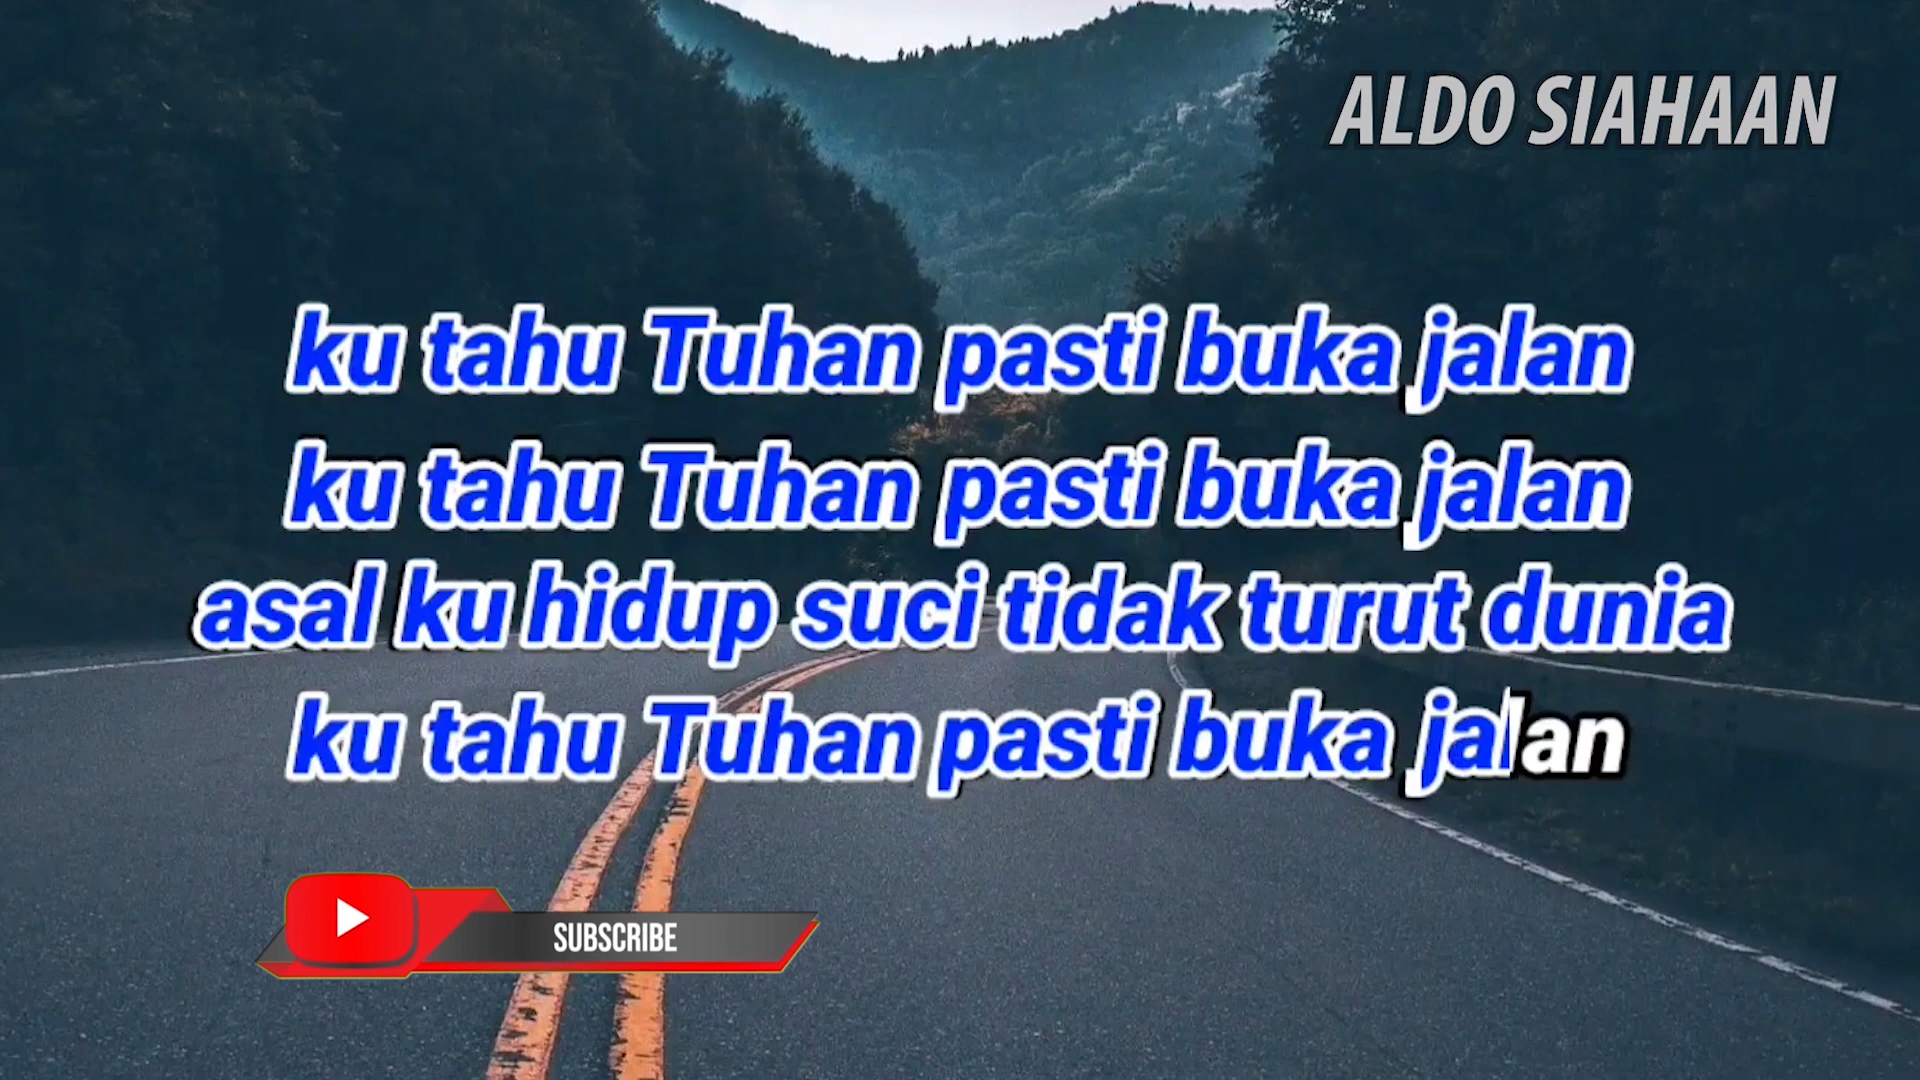 ALDO SIAHAAN
ku tahu Tuhan pasti buka jalan
ku tahu Tuhan pasti buka jalan
asal ku hidup suci tidak turut dunia
ku tahu Tuhan pasti buka jalan
SUBSCRIBE